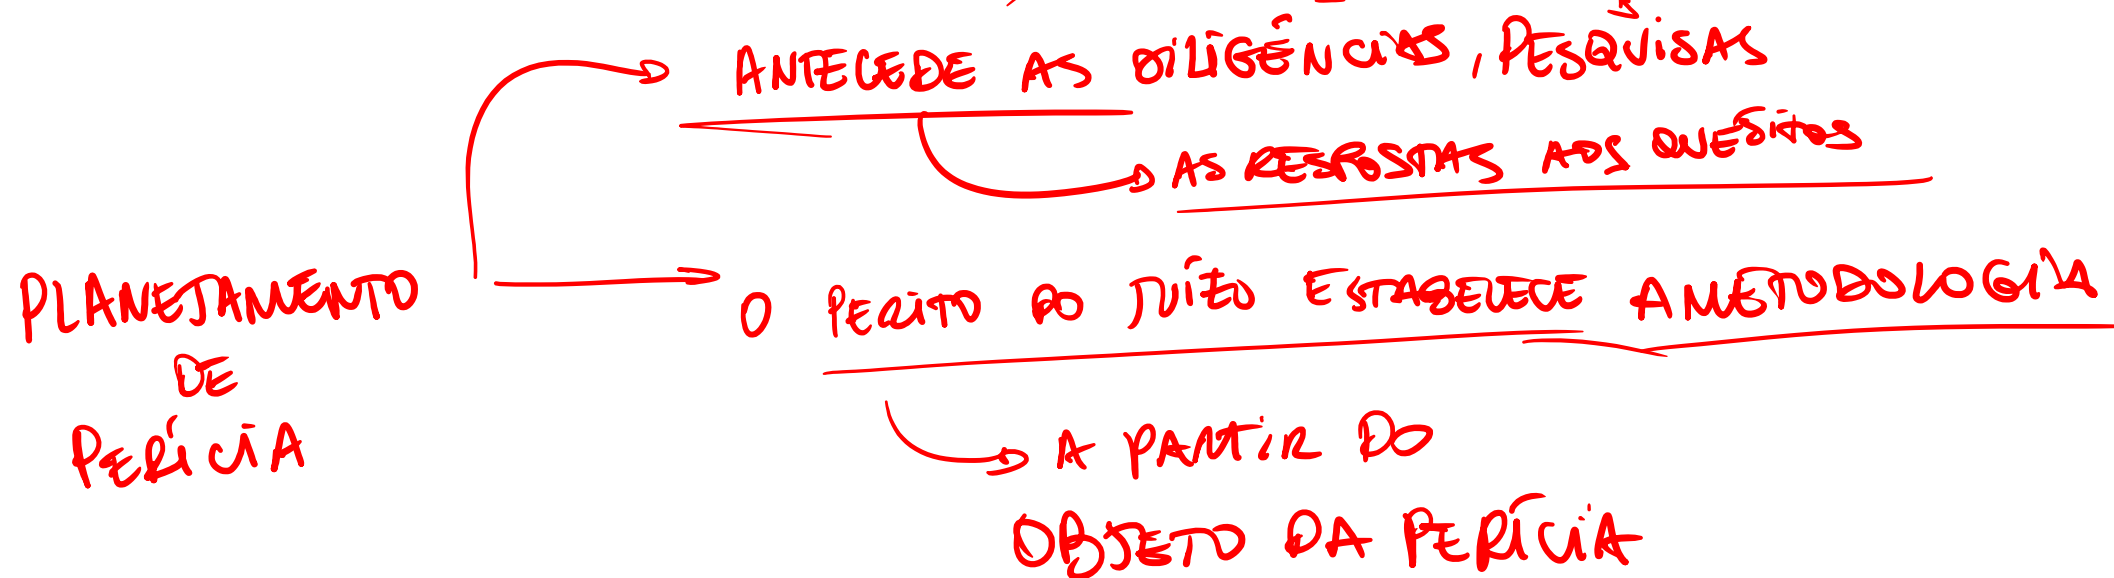 ANTECEDE AS DILIGÊNCIAS, PESQUISAS
AS RESPOSTAS AOS QUESITOS
PLANEJAMENTO
DE
PERÍCIA
O PERITO DO JUÍZO ESTABELECE A METODOLOGIA
A PARTIR DO
OBJETO DA PERÍCIA